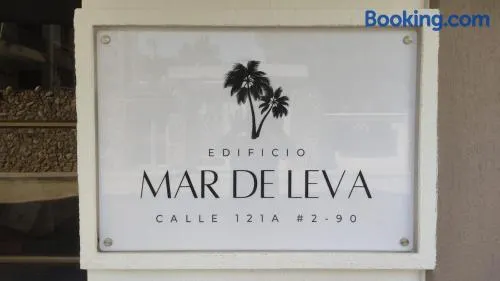 Booking.com
EDIFICIO
MAR DE LEVA
CALLE 121A #2-90